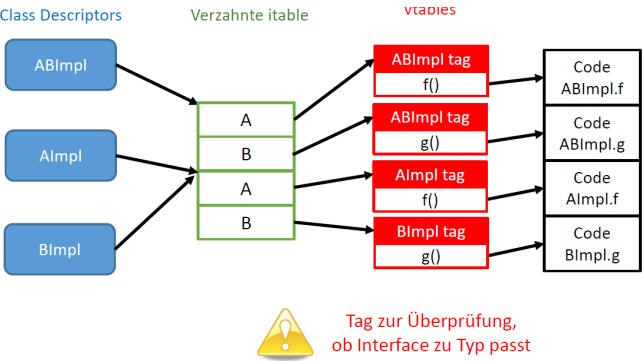 Class Descriptors
Verzahnte itable
vtables
ABImpl
AImpl
BImpl
A
B
A
B
ABImpl tag
f()
ABImpl tag
g()
AImpl tag
f()
BImpl tag
g()
Code
ABImpl.f
Code
ABImpl.g
Code
AImpl.f
Code
BImpl.g
Tag zur Überprüfung,
ob Interface zu Typ passt